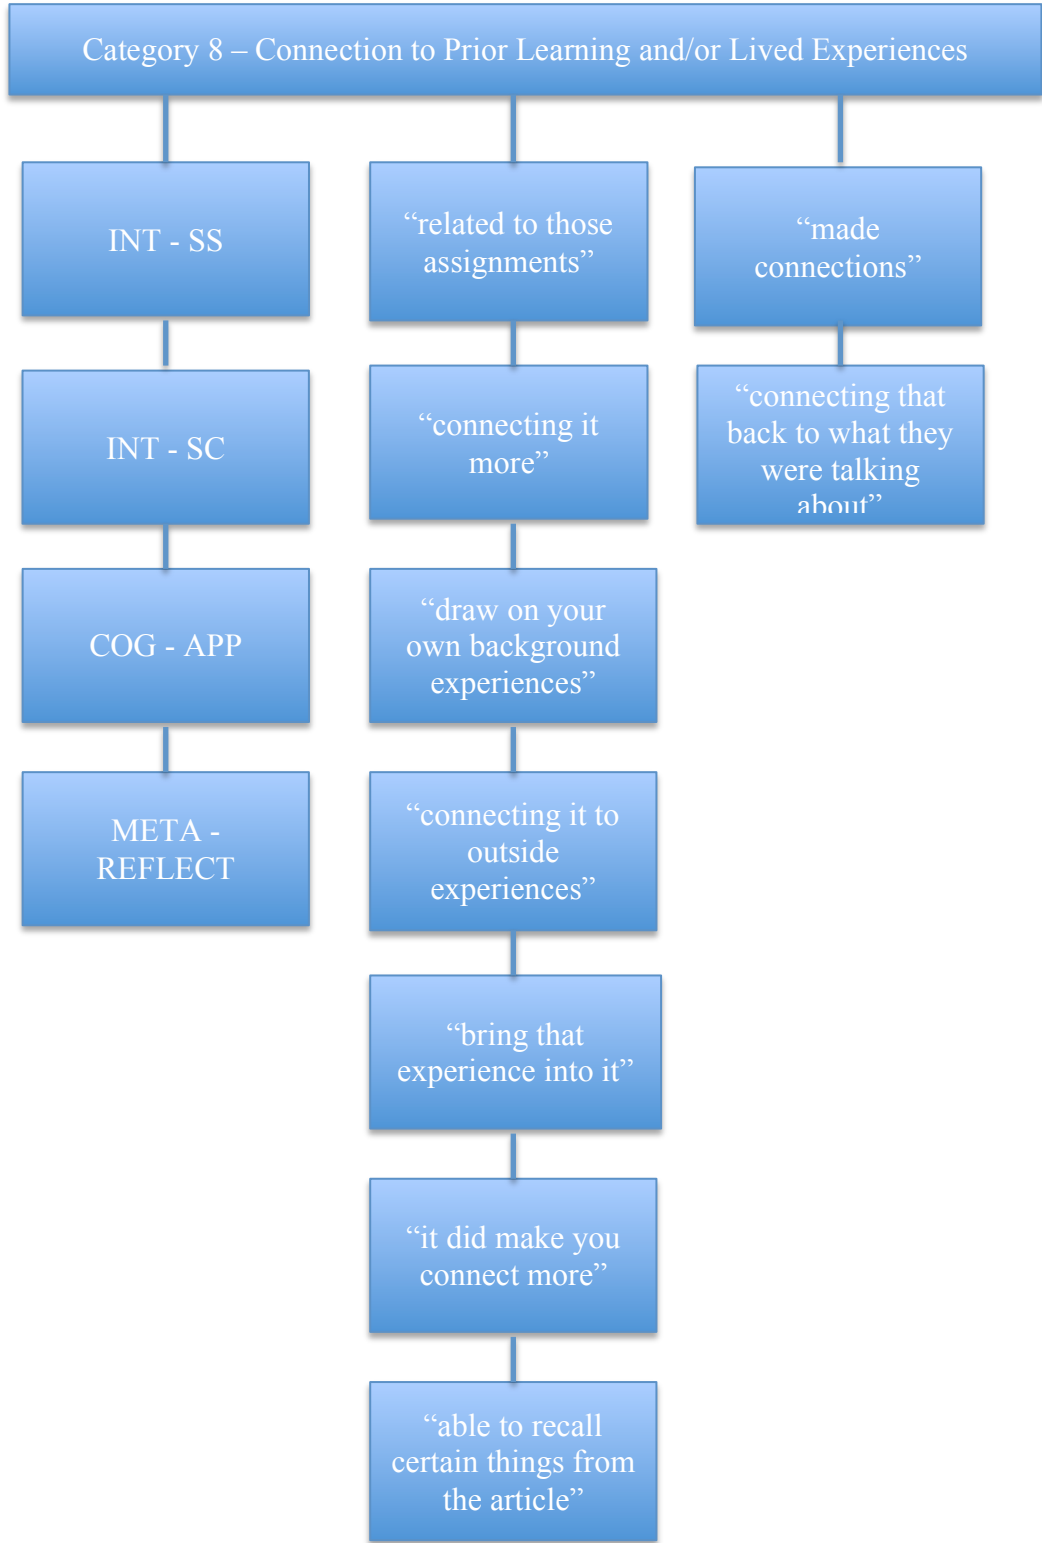 Category 8 – Connection to Prior Learning and/or Lived Experiences
INT - SS
INT - SC
COG - APP
META -
REFLECT
“related to those
assignments”
“connecting it
more”
“draw on your
own background
experiences”
“connecting it to
outside
experiences”
“bring that
experience into it”
“it did make you
connect more”
“able to recall
certain things from
the article”
“made
connections”
“connecting that
back to what they
were talking
about”